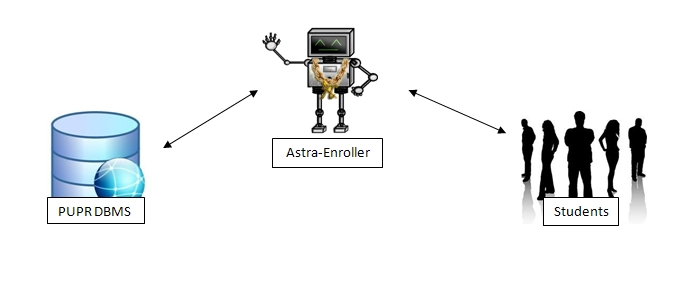 Astra-Enroller
PUPR DBMS
Students